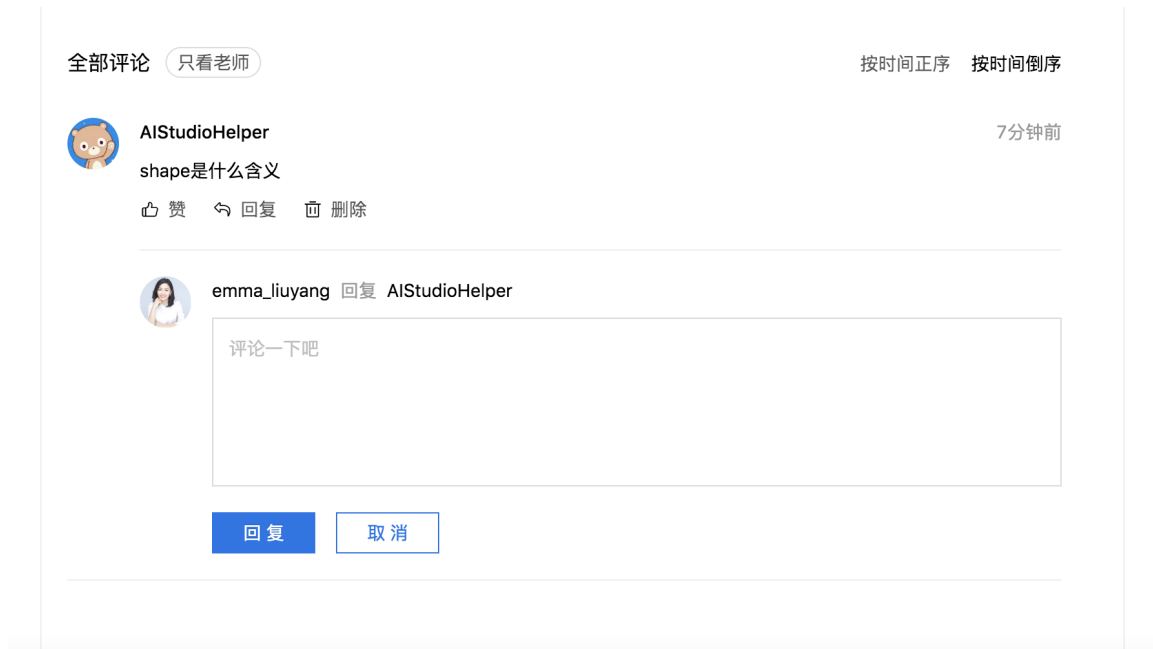 全部评论 只看老师 按时间正序 按时间倒序
AIStudioHelper 7分钟前
shape是什么含义
赞 回复 删除
emma_liuyang 回复 AIStudioHelper
评论一下吧
回复 取消